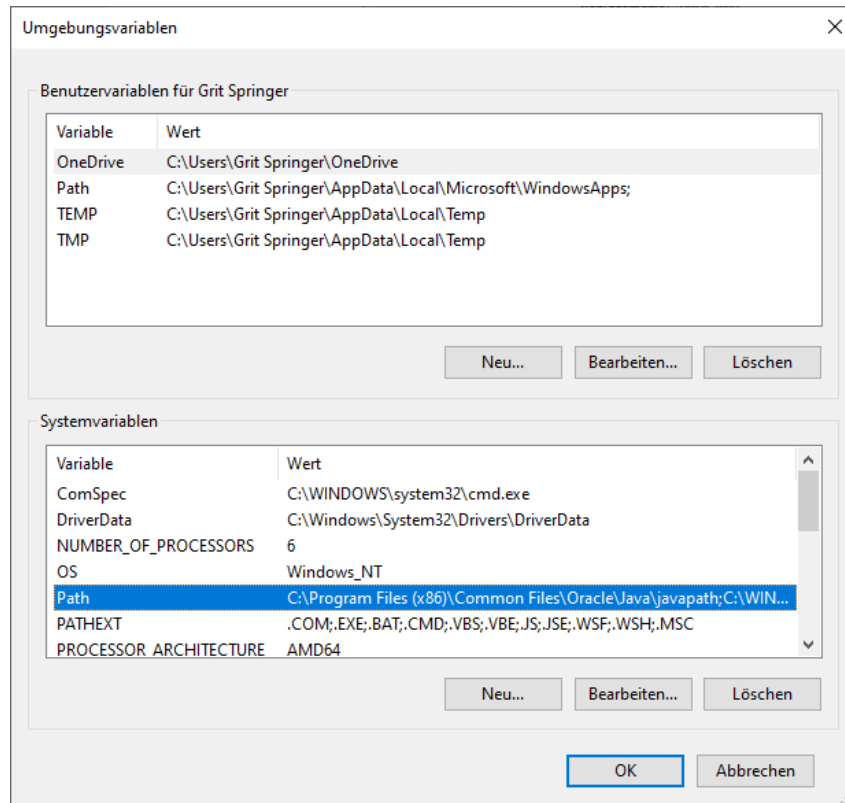 Umgebungsvariablen
Benutzervariablen für Grit Springer
Variable Wert
OneDrive C:\Users\Grit Springer\OneDrive
Path C:\Users\Grit Springer\AppData\Local\Microsoft\WindowsApps;
TEMP C:\Users\Grit Springer\AppData\Local\Temp
TMP C:\Users\Grit Springer\AppData\Local\Temp
Neu... Bearbeiten... Löschen
Systemvariablen
Variable Wert
ComSpec C:\WINDOWS\system32\cmd.exe
DriverData C:\Windows\System32\Drivers\DriverData
NUMBER_OF_PROCESSORS 6
OS Windows_NT
Path C:\Program Files (x86)\Common Files\Oracle\Java\javapath;C:\WIN...
PATHEXT .COM;.EXE;.BAT;.CMD;.VBS;.VBE;.JS;.JSE;.WSF;.WSH;.MSC
PROCESSOR_ARCHITECTURE AMD64
Neu... Bearbeiten... Löschen
OK Abbrechen